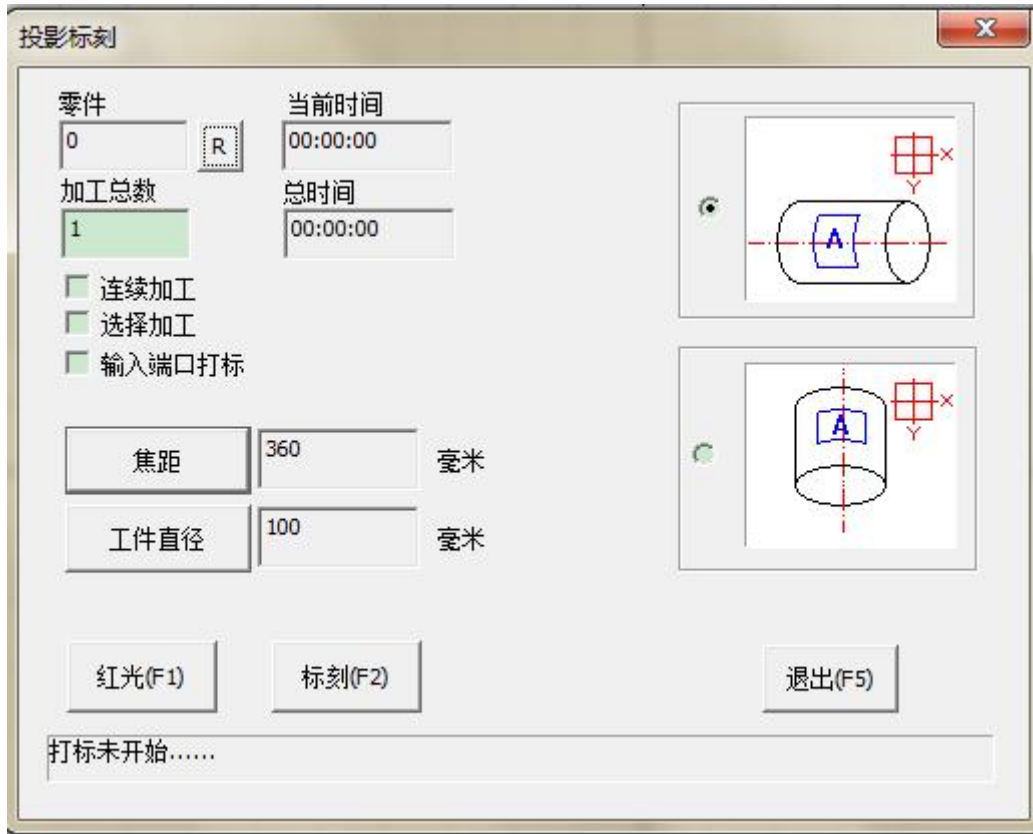 投影标刻
零件
0
R
当前时间
00:00:00
加工总数
1
总时间
00:00:00
连续加工
选择加工
输入端口打标
焦距
360
毫米
工件直径
100
毫米
X
Y
A
X
Y
A
红光(F1)
标刻(F2)
退出(F5)
打标未开始......